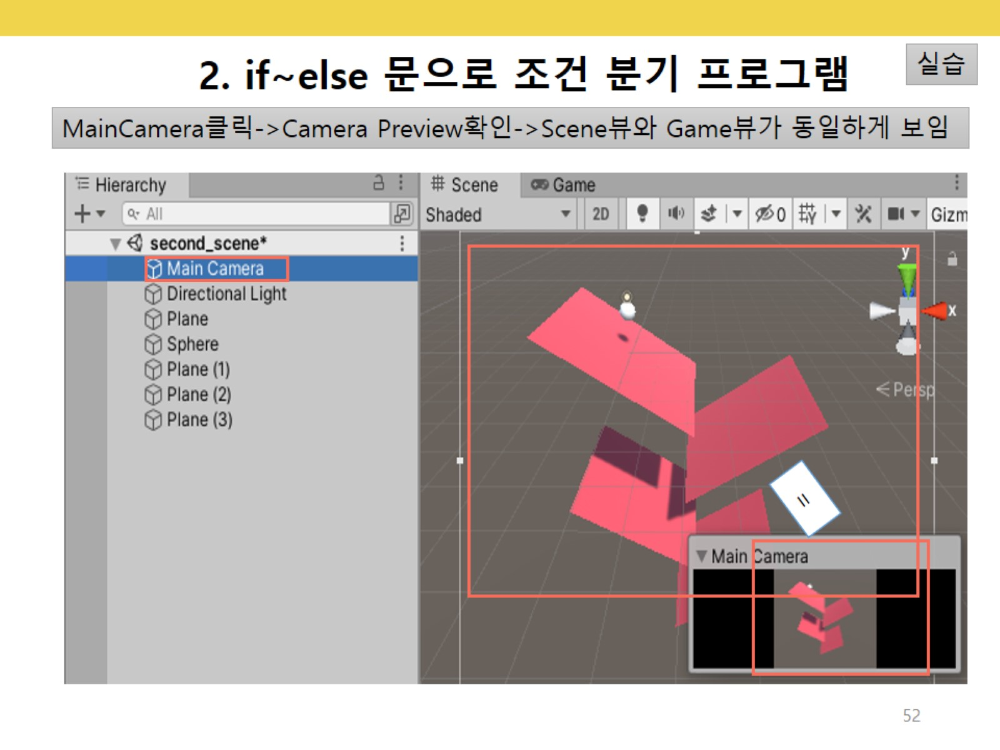 2. if~else 문으로 조건 분기 프로그램
실습
MainCamera클릭->Camera Preview확인->Scene뷰와 Game뷰가 동일하게 보임
Hierarchy
All
second_scene*
Main Camera
Directional Light
Plane
Sphere
Plane (1)
Plane (2)
Plane (3)
Scene
Game
Shaded
2D
0
Gizm
y
x
Persp
=
Main Camera
52